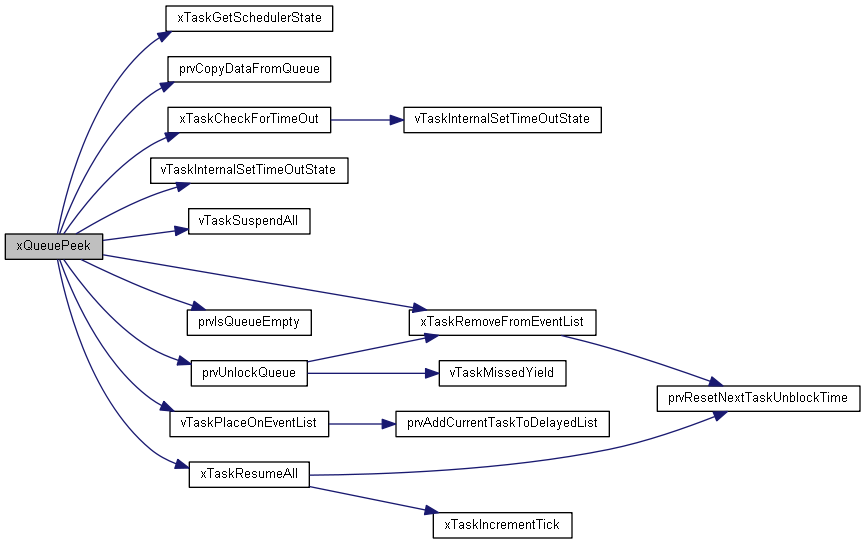 xTaskGetSchedulerState
prvCopyDataFromQueue
xTaskCheckForTimeOut
vTaskInternalSetTimeOutState
vTaskInternalSetTimeOutState
vTaskSuspendAll
xQueuePeek
prvIsQueueEmpty
xTaskRemoveFromEventList
prvUnlockQueue
vTaskMissedYield
prvResetNextTaskUnblockTime
vTaskPlaceOnEventList
prvAddCurrentTaskToDelayedList
xTaskResumeAll
xTaskIncrementTick